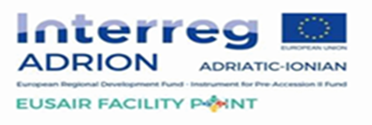 Interreg
EUROPEAN UNION
ADRION ADRIATIC-IONIAN
European Regional Development Fund - Instrument for Pre-Accession II Fund
EUSAIR FACILITY POINT